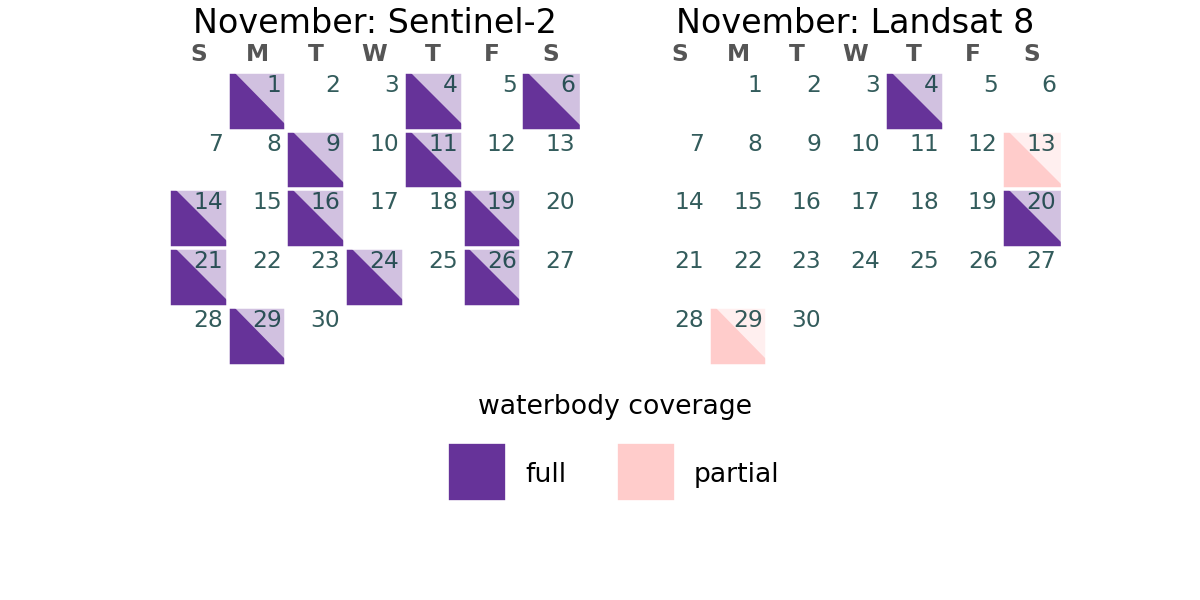 November: Sentinel-2
S M T W T F S
1 2 3 4 5 6
7 8 9 10 11 12 13
14 15 16 17 18 19 20
21 22 23 24 25 26 27
28 29 30
November: Landsat 8
S M T W T F S
1 2 3 4 5 6
7 8 9 10 11 12 13
14 15 16 17 18 19 20
21 22 23 24 25 26 27
28 29 30
waterbody coverage
full partial